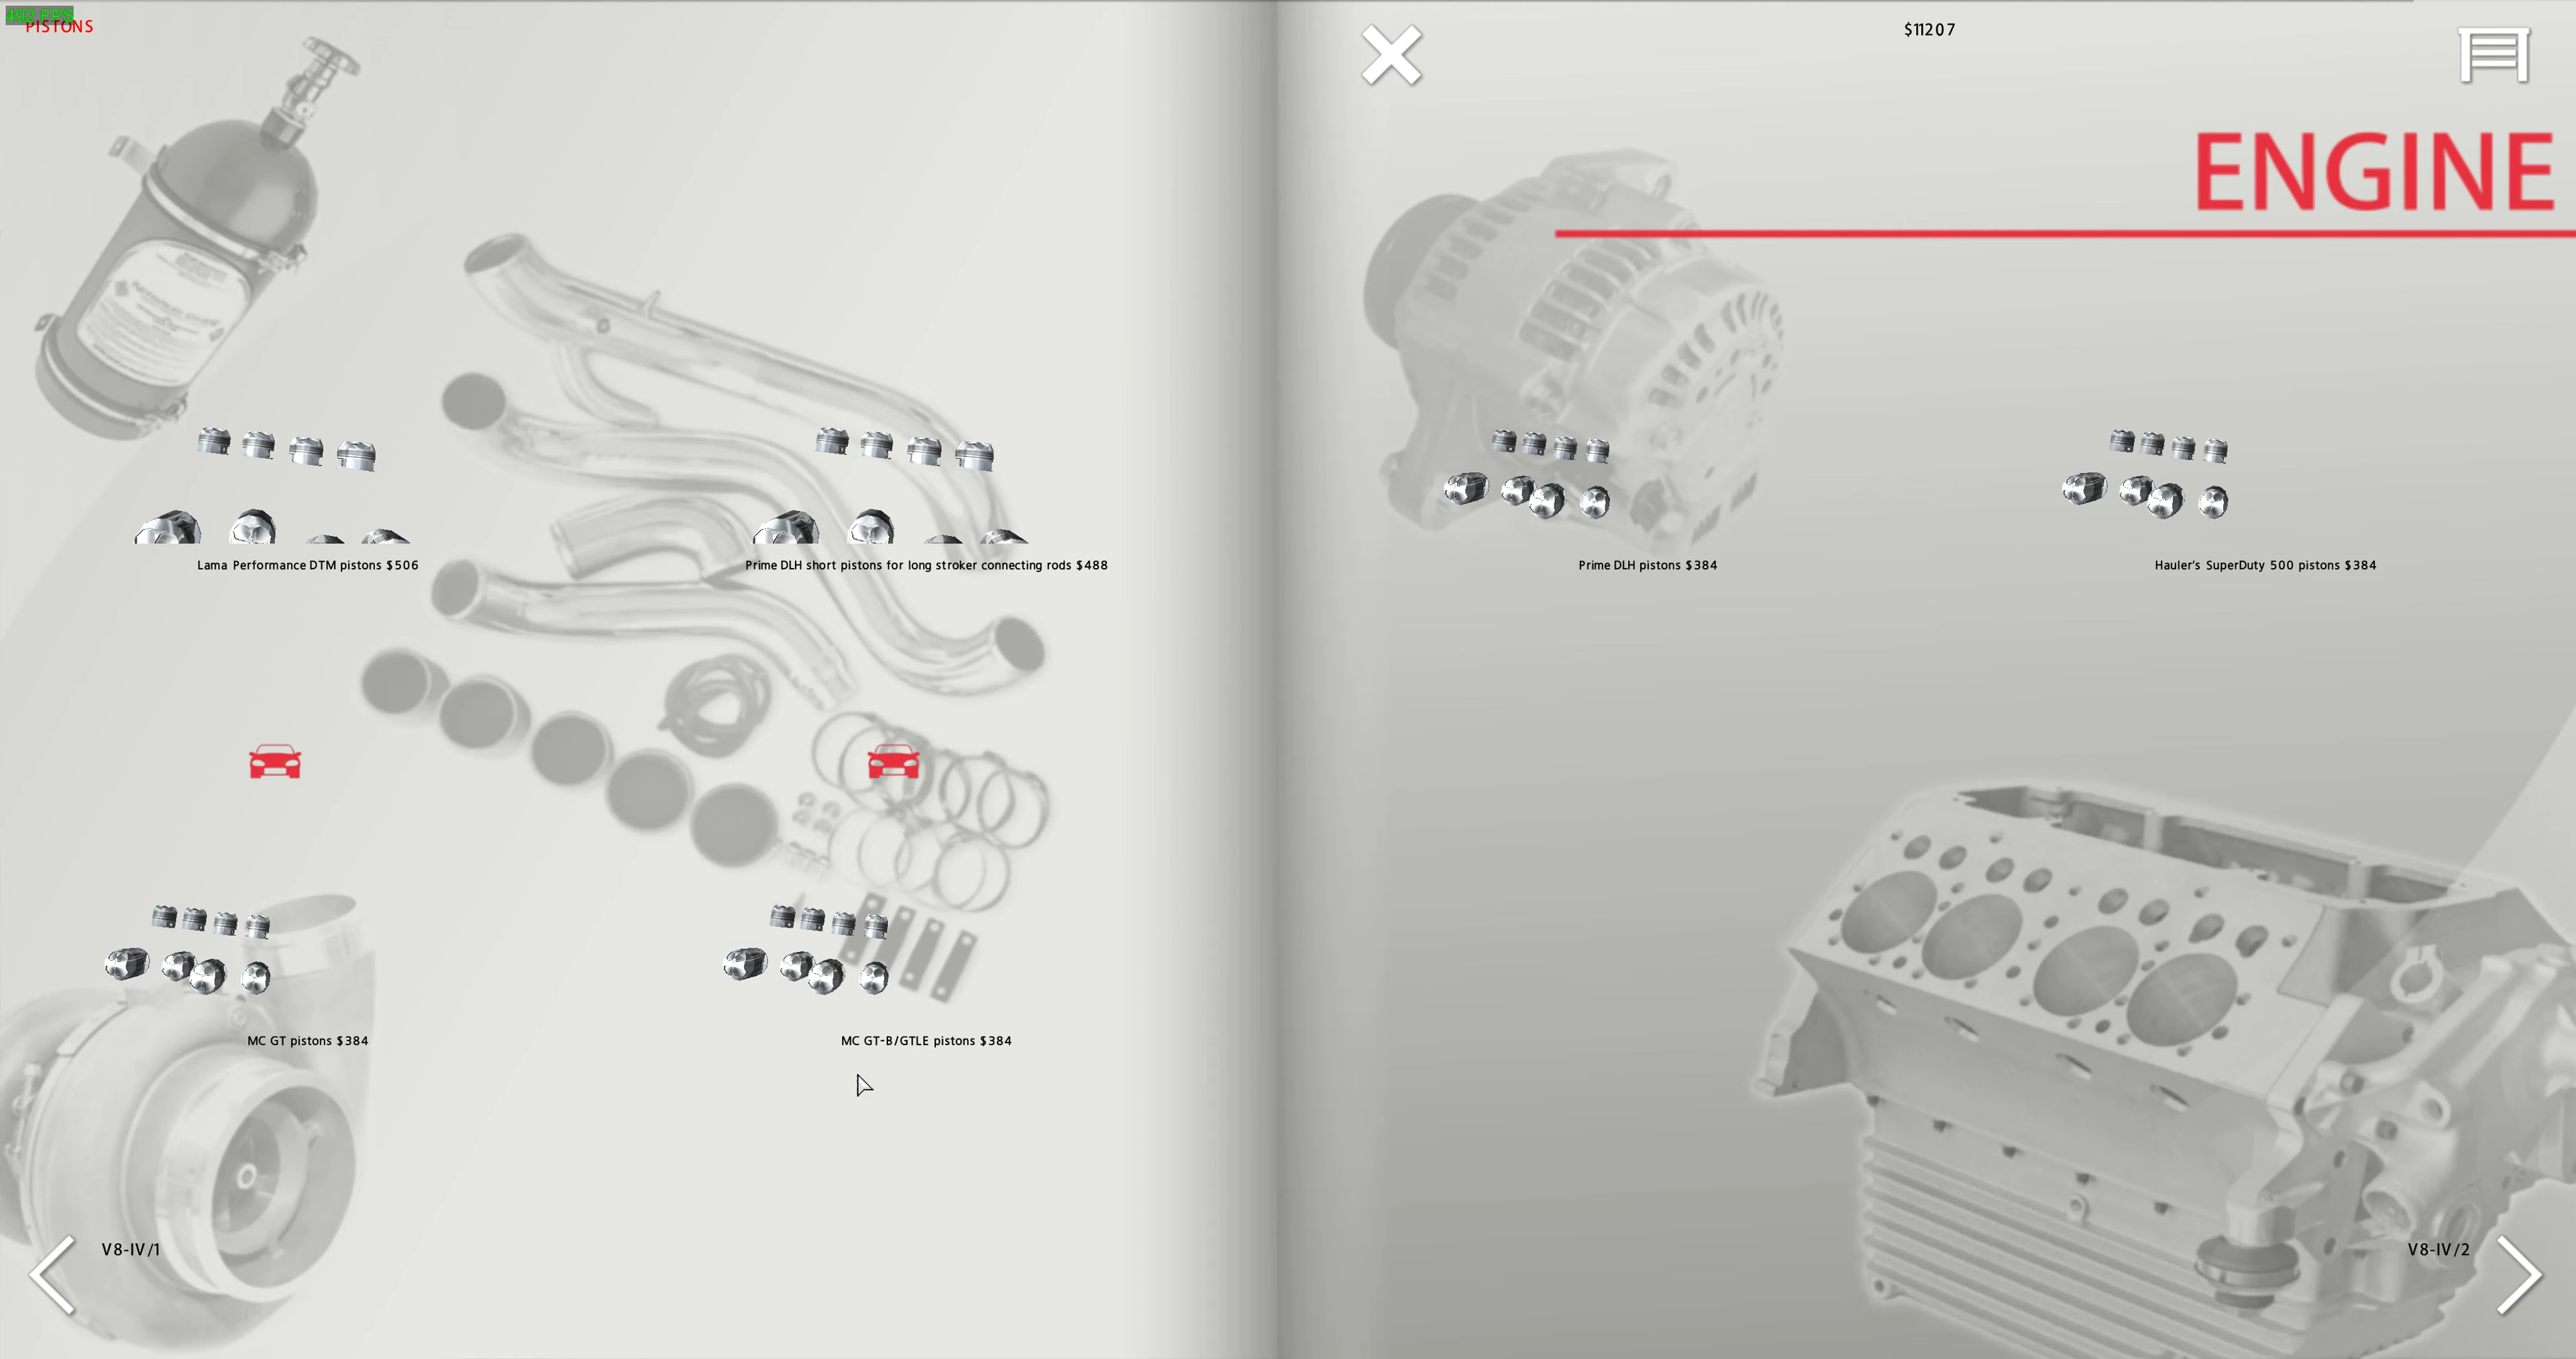 492 FPS
PISTONS
$11207
ENGINE
Lama Performance DTM pistons $506
Prime DLH short pistons for long stroker connecting rods $488
Prime DLH pistons $384
Hauler's SuperDuty 500 pistons $384
MC GT pistons $384
MC GT-B/GTLE pistons $384
V8-IV/1
V8-IV/2